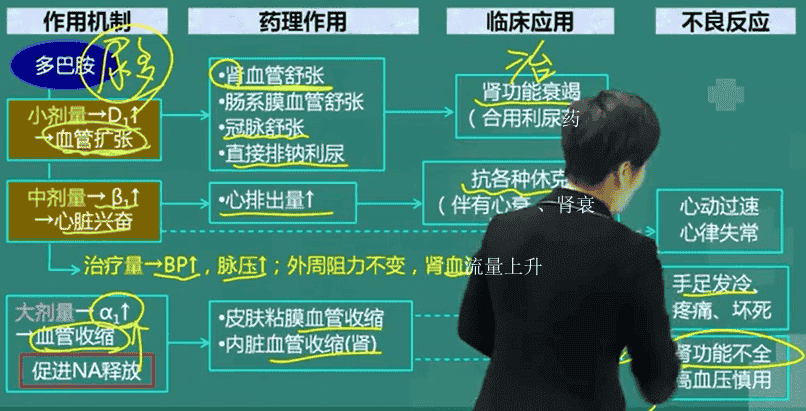 作用机制
药理作用
临床应用
不良反应
多巴胺
尿多
治
小剂量→D₁↑
→血管扩张
•肾血管舒张
•肠系膜血管舒张
•冠脉舒张
•直接排钠利尿
肾功能衰竭
（合用利尿药
中剂量→β₁↑
→心脏兴奋
•心排出量↑
抗各种休克
（伴有心衰、肾衰
心动过速
心律失常
治疗量→BP↑，脉压↑；外周阻力不变，肾血流量上升
大剂量→α₁↑
→血管收缩
促进NA释放
•皮肤粘膜血管收缩
•内脏血管收缩(肾)
手足发冷、
疼痛、坏死
肾功能不全
高血压慎用